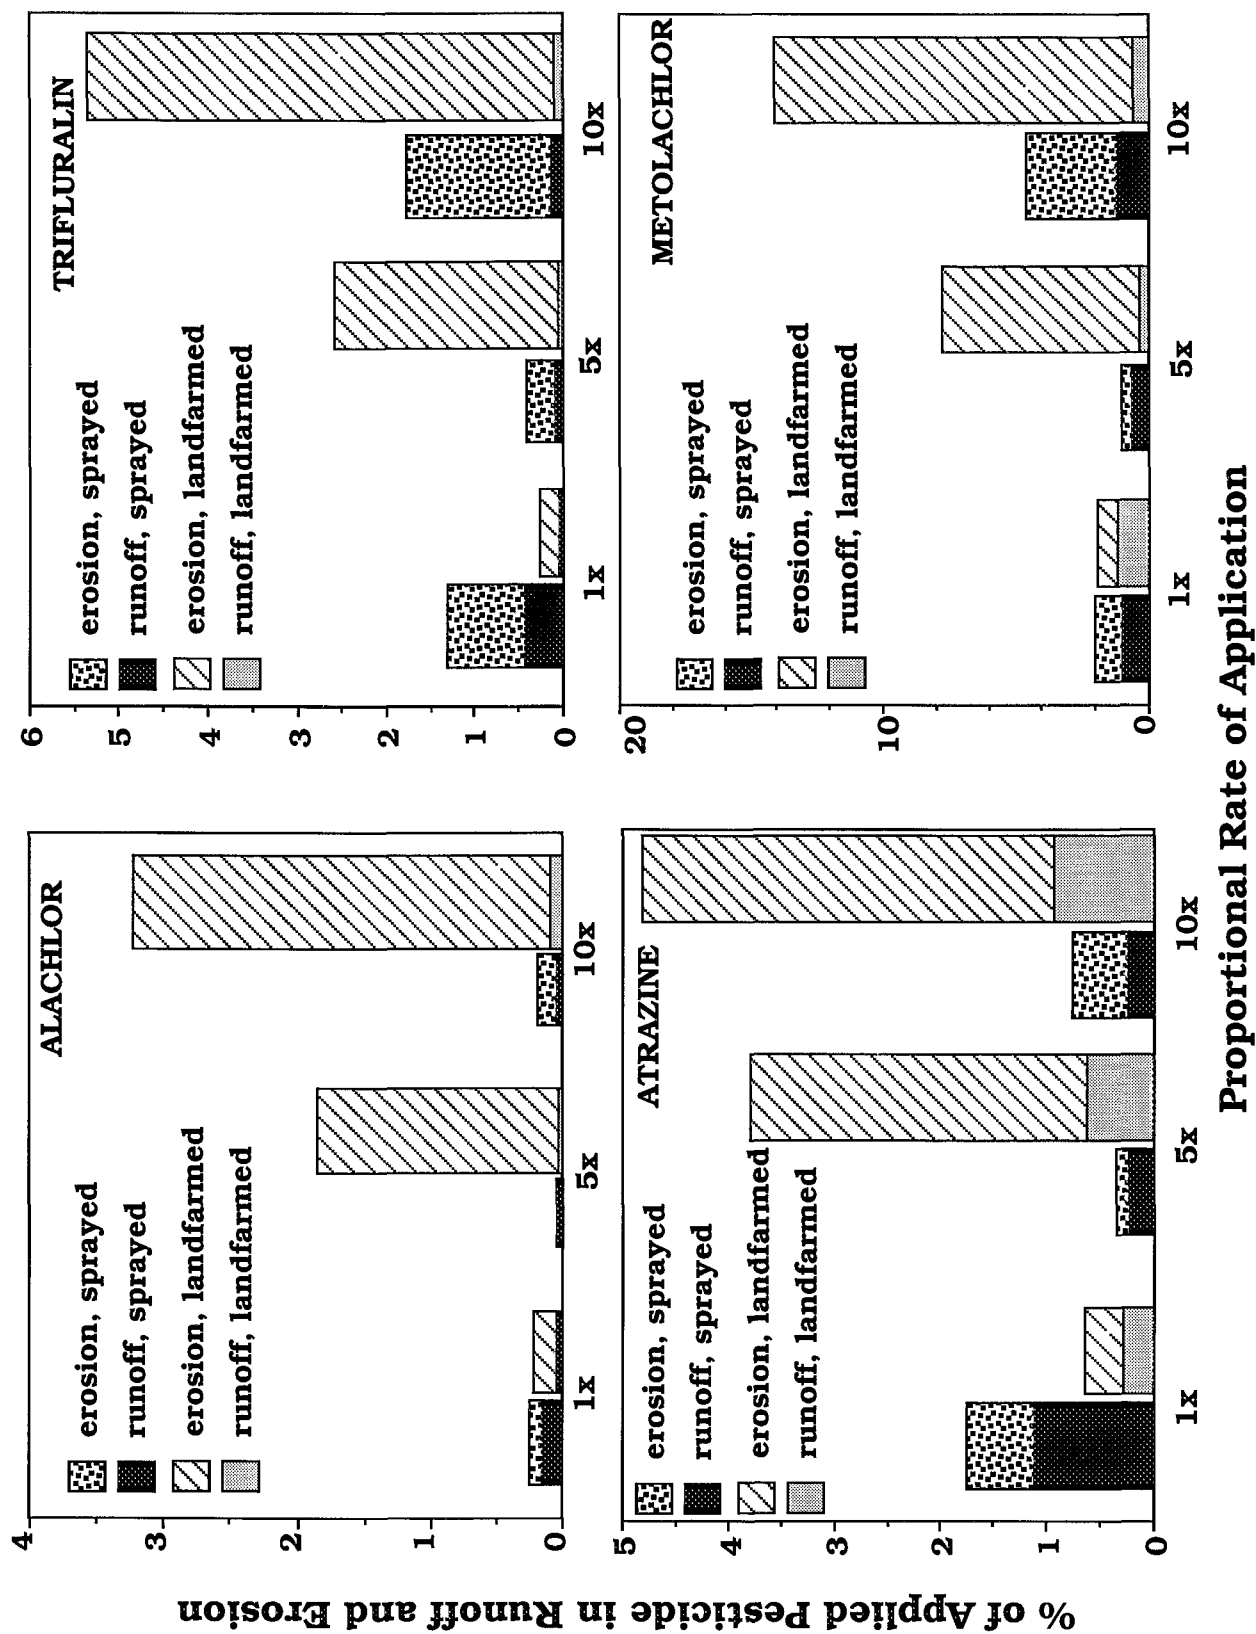 % of Applied Pesticide in Runoff and Erosion
ALACHLOR
erosion, sprayed
runoff, sprayed
erosion, landfarmed
runoff, landfarmed
4
3
2
1
0
1x
5x
10x
TRIFLURALIN
erosion, sprayed
runoff, sprayed
erosion, landfarmed
runoff, landfarmed
6
5
4
3
2
1
0
1x
5x
10x
ATRAZINE
erosion, sprayed
runoff, sprayed
erosion, landfarmed
runoff, landfarmed
5
4
3
2
1
0
1x
5x
10x
METOLACHLOR
erosion, sprayed
runoff, sprayed
erosion, landfarmed
runoff, landfarmed
20
10
0
1x
5x
10x
Proportional Rate of Application